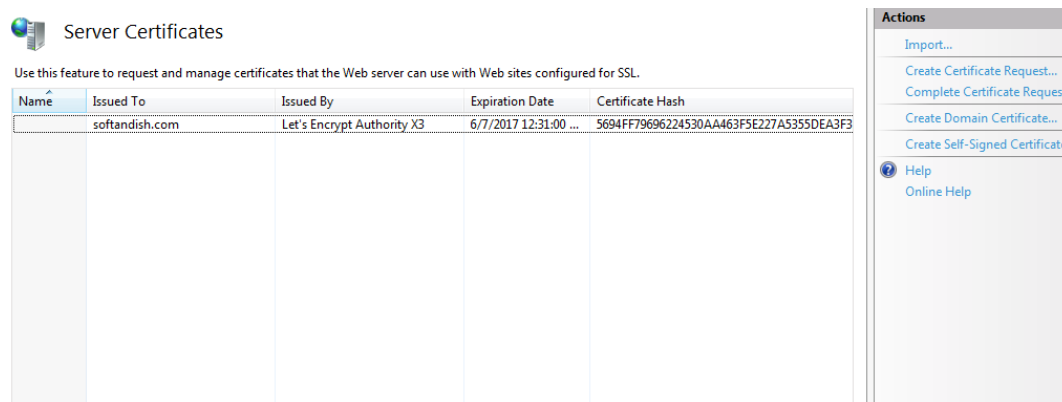 Server Certificates
Use this feature to request and manage certificates that the Web server can use with Web sites configured for SSL.
Name Issued To Issued By Expiration Date Certificate Hash
softandish.com Let's Encrypt Authority X3 6/7/2017 12:31:00 ... 5694FF79696224530AA463F5E227A5355DEA3F3
Actions
Import...
Create Certificate Request...
Complete Certificate Reques
Create Domain Certificate...
Create Self-Signed Certificat
Help
Online Help